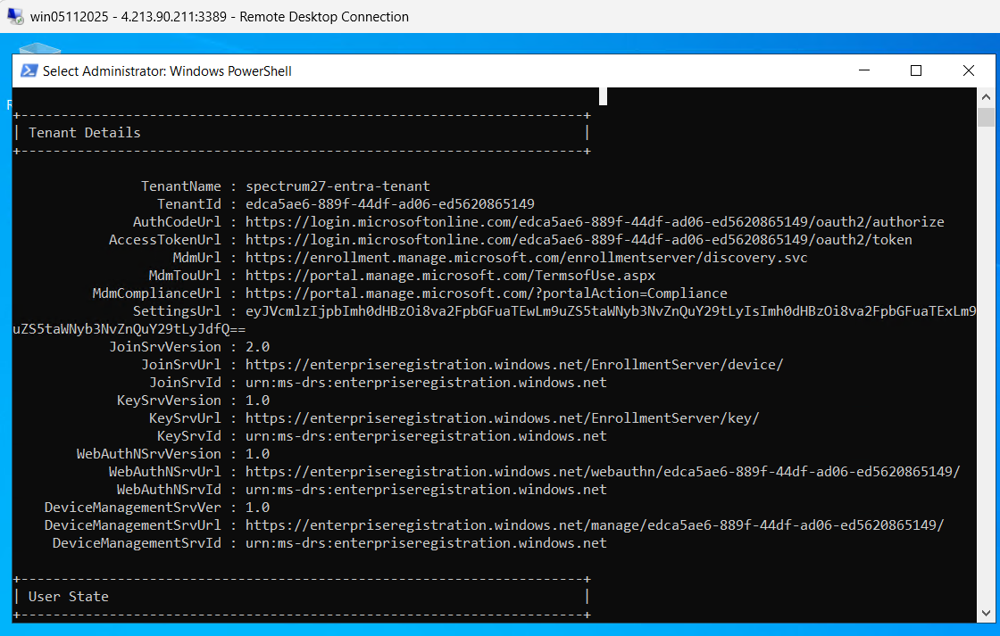 win05112025 - 4.213.90.211:3389 - Remote Desktop Connection
Select Administrator: Windows PowerShell
+----------------------------------------------------------------------+
| Tenant Details                                                       |
+----------------------------------------------------------------------+
TenantName : spectrum27-entra-tenant
TenantId : edca5ae6-889f-44df-ad06-ed5620865149
AuthCodeUrl : https://login.microsoftonline.com/edca5ae6-889f-44df-ad06-ed5620865149/oauth2/authorize
AccessTokenUrl : https://login.microsoftonline.com/edca5ae6-889f-44df-ad06-ed5620865149/oauth2/token
MdmUrl : https://enrollment.manage.microsoft.com/enrollmentserver/discovery.svc
MdmTouUrl : https://portal.manage.microsoft.com/TermsofUse.aspx
MdmComplianceUrl : https://portal.manage.microsoft.com/?portalAction=Compliance
SettingsUrl : eyJVcmlzIjpbImh0dHBzOi8va2FpbGFuaTEwLm9uZS5taWNyb3NvZnQuY29tLyIsImh0dHBzOi8va2FpbGFuaTExLm9
uZS5taWNyb3NvZnQuY29tLyJdfQ==
JoinSrvVersion : 2.0
JoinSrvUrl : https://enterpriseregistration.windows.net/EnrollmentServer/device/
JoinSrvId : urn:ms-drs:enterpriseregistration.windows.net
KeySrvVersion : 1.0
KeySrvUrl : https://enterpriseregistration.windows.net/EnrollmentServer/key/
KeySrvId : urn:ms-drs:enterpriseregistration.windows.net
WebAuthNSrvVersion : 1.0
WebAuthNSrvUrl : https://enterpriseregistration.windows.net/webauthn/edca5ae6-889f-44df-ad06-ed5620865149/
WebAuthNSrvId : urn:ms-drs:enterpriseregistration.windows.net
DeviceManagementSrvVer : 1.0
DeviceManagementSrvUrl : https://enterpriseregistration.windows.net/manage/edca5ae6-889f-44df-ad06-ed5620865149/
DeviceManagementSrvId : urn:ms-drs:enterpriseregistration.windows.net
+----------------------------------------------------------------------+
| User State                                                           |
+----------------------------------------------------------------------+